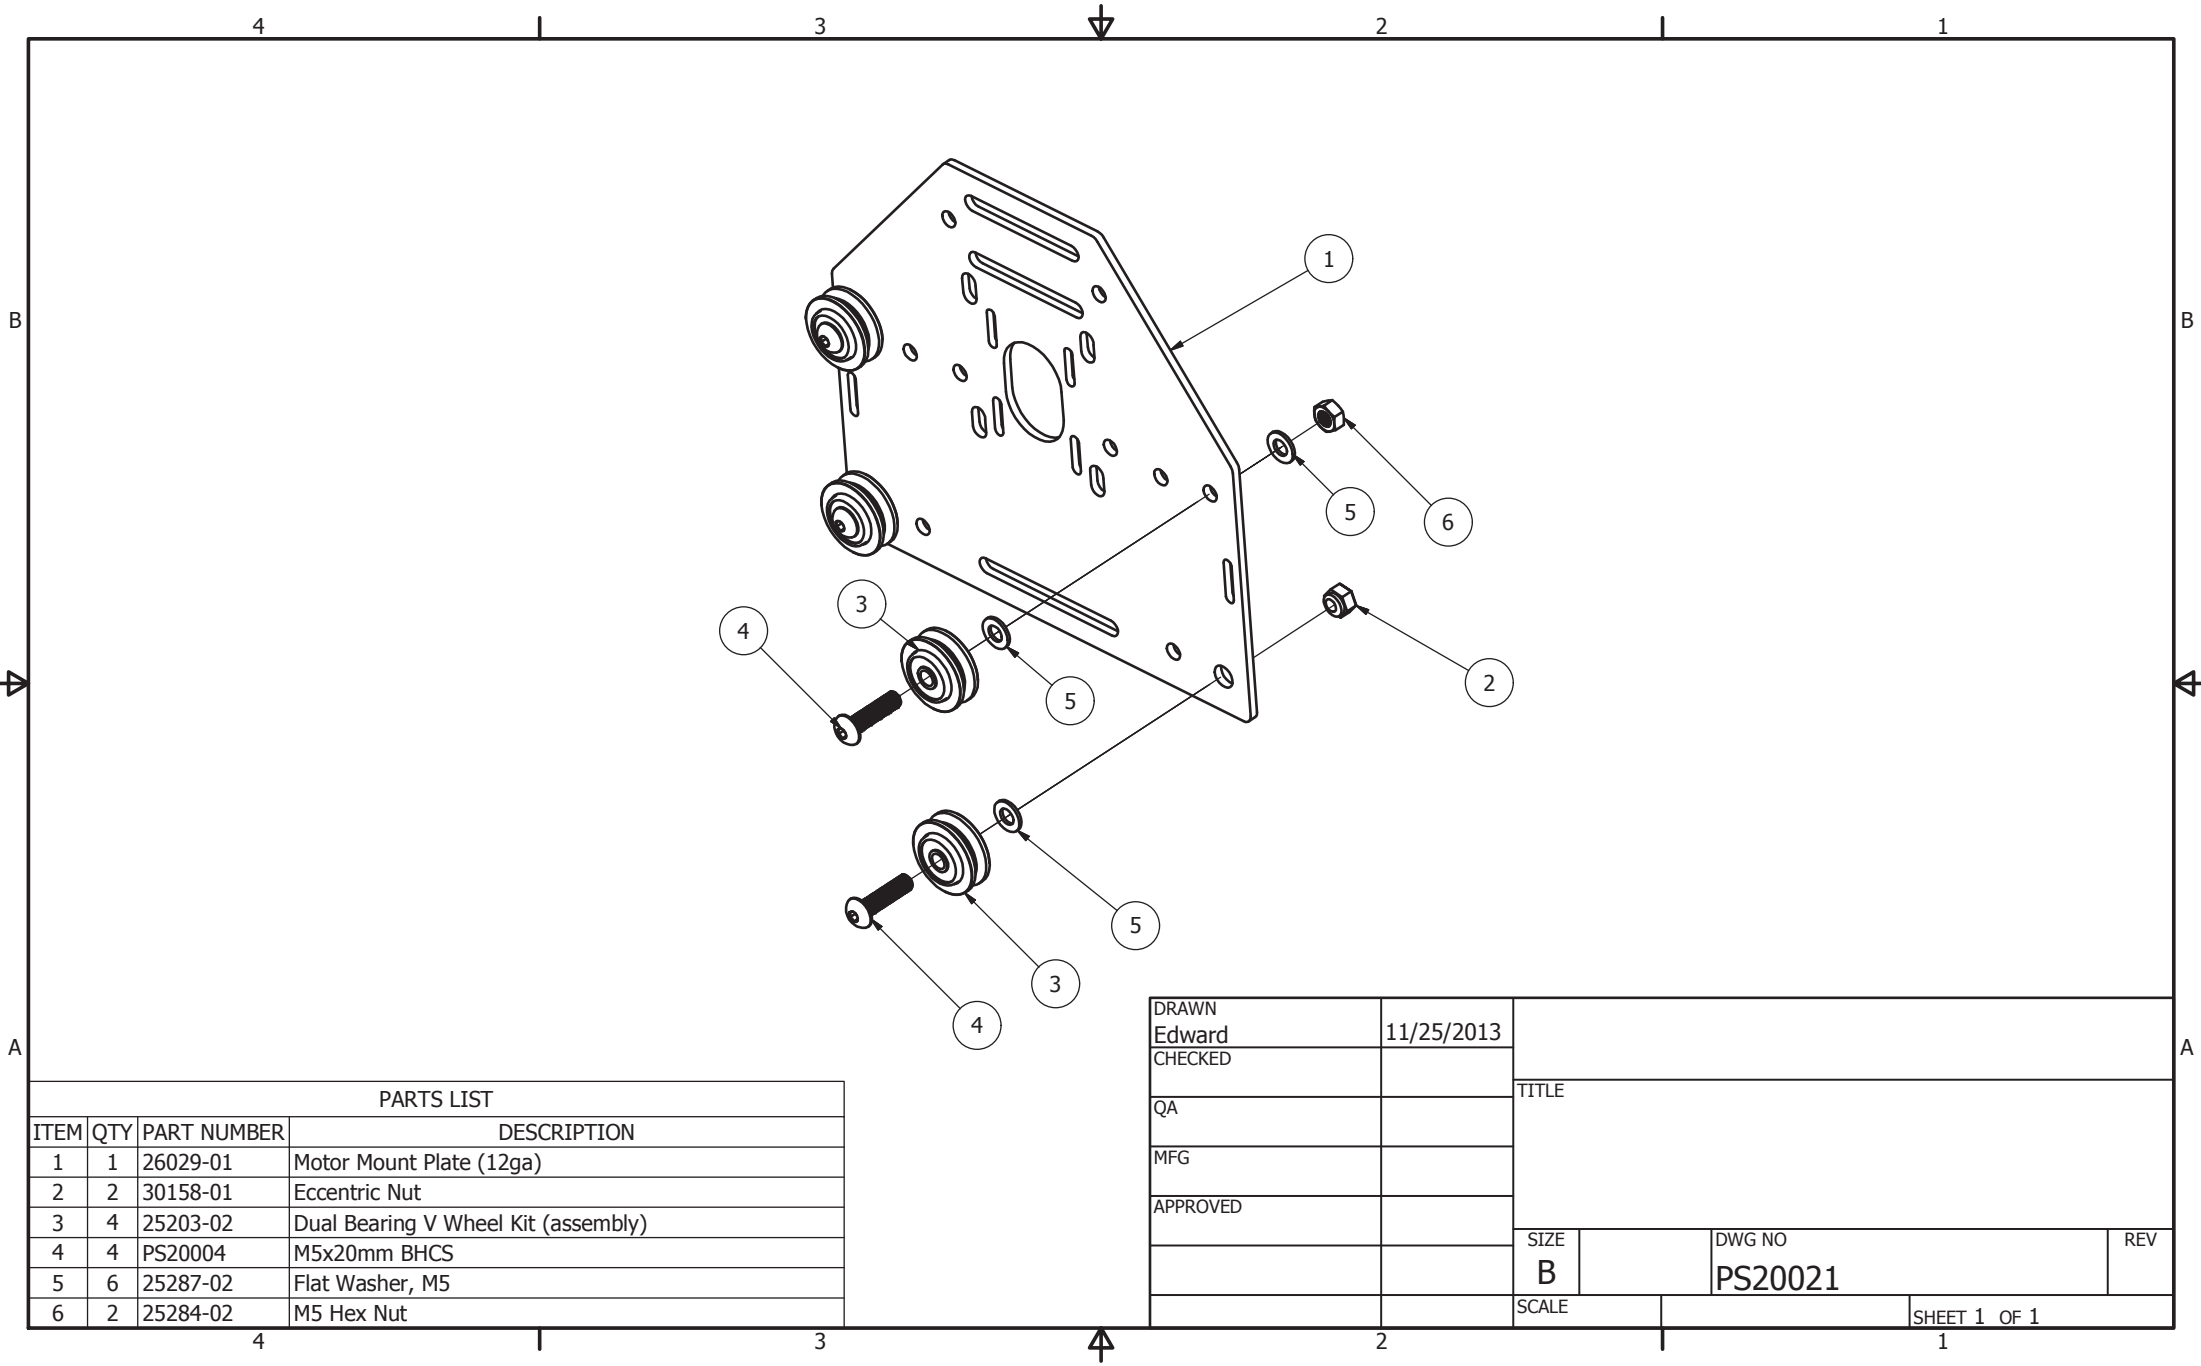 4 3 2 1
B B
1
6
5
3
4
5
2
5
3
4
A A
DRAWN
Edward 11/25/2013
CHECKED
QA
MFG
APPROVED
TITLE
SIZE
B
DWG NO
PS20021
REV
SCALE
SHEET 1 OF 1
PARTS LIST
ITEM QTY PART NUMBER DESCRIPTION
1 1 26029-01 Motor Mount Plate (12ga)
2 2 30158-01 Eccentric Nut
3 4 25203-02 Dual Bearing V Wheel Kit (assembly)
4 4 PS20004 M5x20mm BHCS
5 6 25287-02 Flat Washer, M5
6 2 25284-02 M5 Hex Nut
4 3 2 1